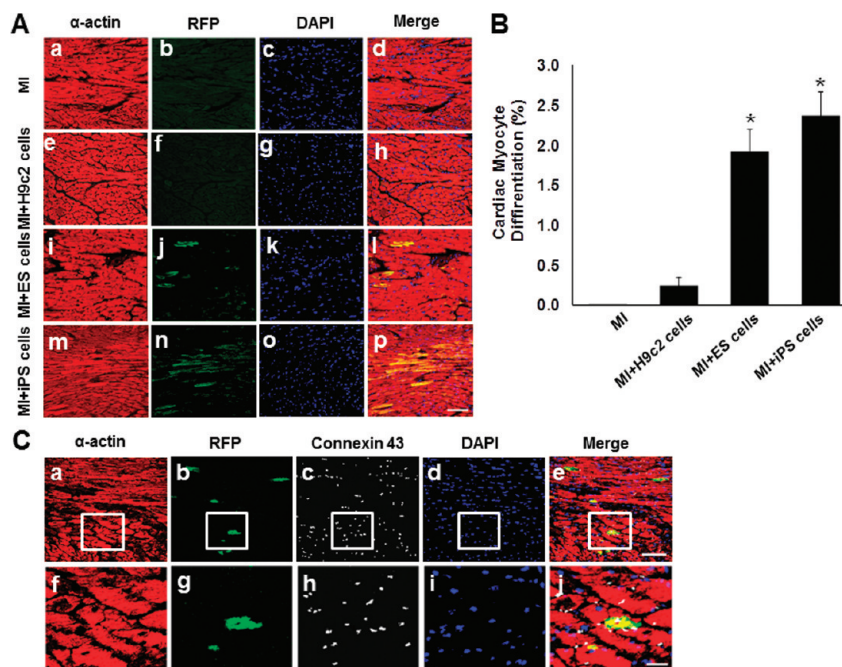 A
α-actin RFP DAPI Merge
MI
a b c d
MI+H9c2 cells
e f g h
MI+ES cells
i j k l
MI+iPS cells
m n o p
B
Cardiac Myocyte
Diffirentiation (%)
3.0
2.5
2.0
1.5
1.0
0.5
0.0
* *
MI MI+H9c2 cells MI+ES cells MI+iPS cells
C
α-actin RFP Connexin 43 DAPI Merge
a b c d e
f g h i j